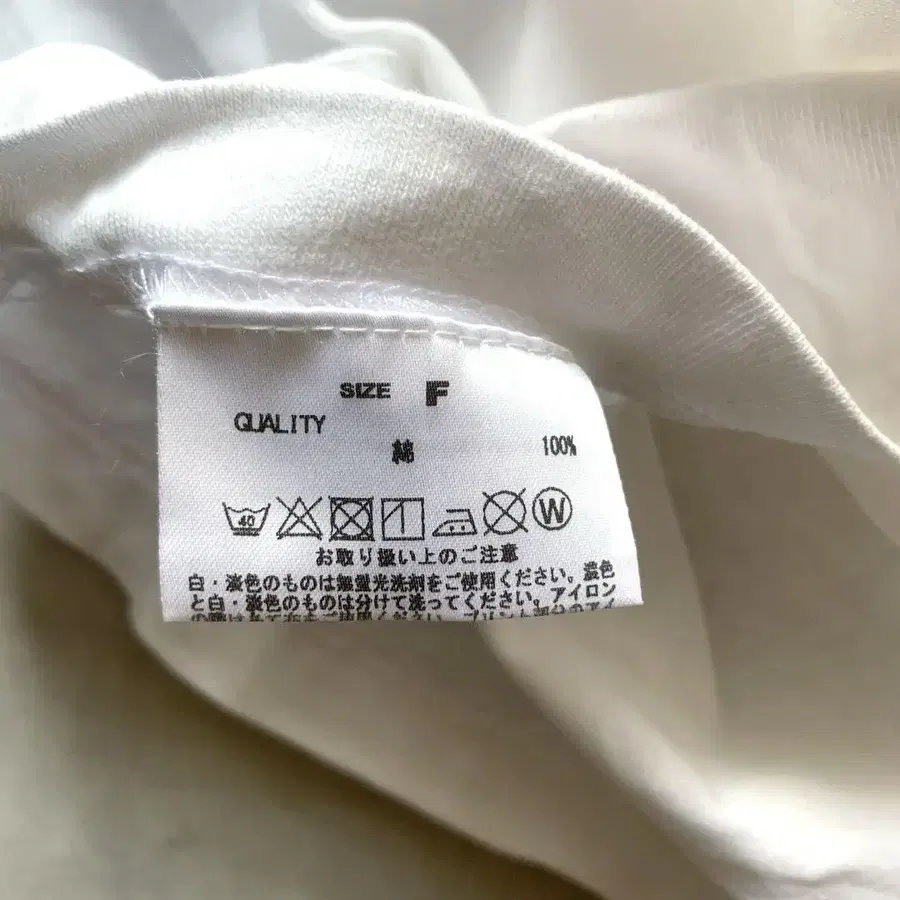 SIZE F
QUALITY
綿 100%
40 W
お取り扱い上のご注意
白・淡色のものは無蛍光洗剤をご使用ください。濃色
と白・淡色のものは分けて洗ってください。アイロン